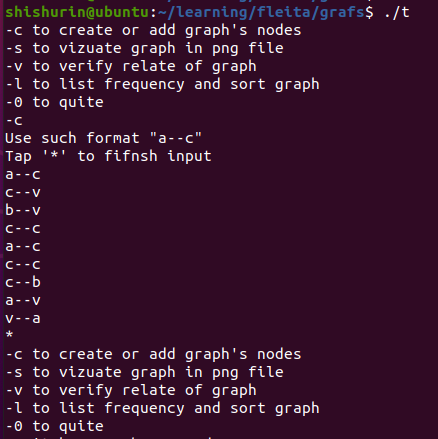 shishurin@ubuntu:~/learning/fleita/grafs$ ./t
-c to create or add graph's nodes
-s to vizuate graph in png file
-v to verify relate of graph
-l to list frequency and sort graph
-0 to quite
-c
Use such format "a--c"
Tap '*' to fifnsh input
a--c
c--v
b--v
c--c
a--c
c--c
c--b
a--v
v--a
*
-c to create or add graph's nodes
-s to vizuate graph in png file
-v to verify relate of graph
-l to list frequency and sort graph
-0 to quite